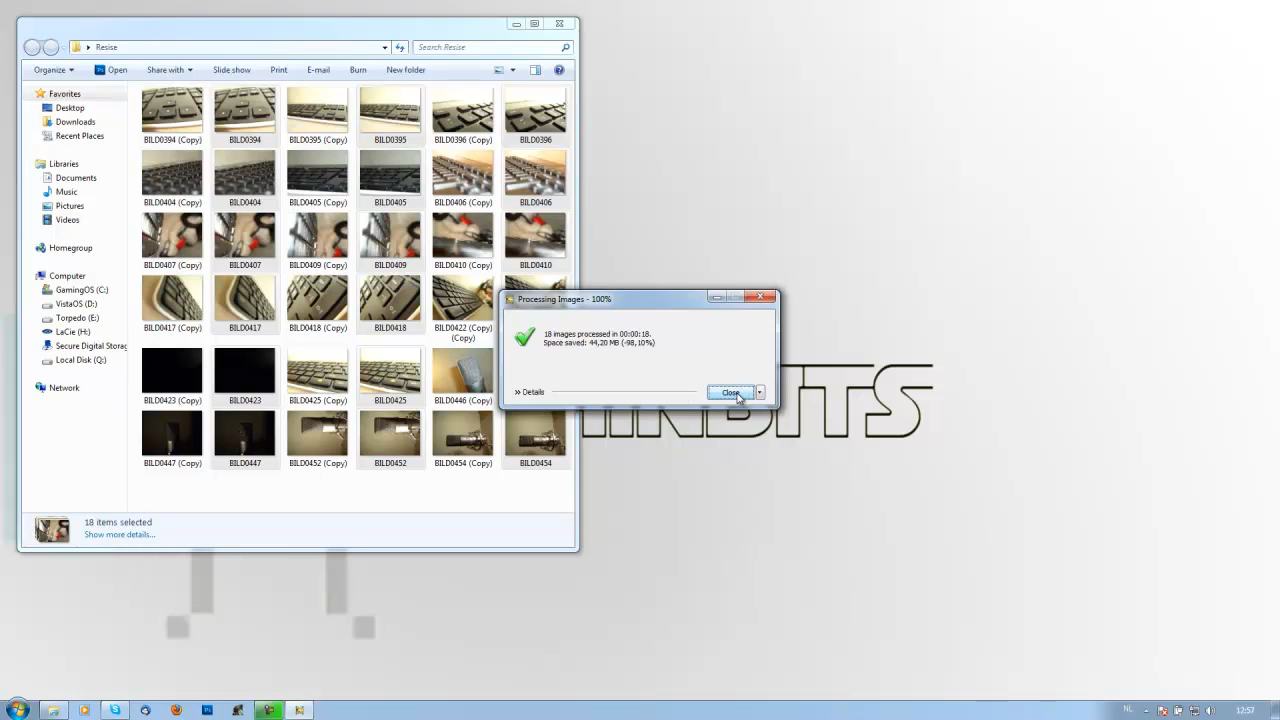 Resise
Search Resise
Organize Open Share with Slide show Print E-mail Burn New folder
Favorites
Desktop
Downloads
Recent Places
Libraries
Documents
Music
Pictures
Videos
Homegroup
Computer
GamingOS (C:)
VistaOS (D:)
Torpedo (E:)
LaCie (H:)
Secure Digital Storag
Local Disk (Q:)
Network
BILD0394 (Copy) BILD0394 BILD0395 (Copy) BILD0395 BILD0396 (Copy) BILD0396
BILD0404 (Copy) BILD0404 BILD0405 (Copy) BILD0405 BILD0406 (Copy) BILD0406
BILD0407 (Copy) BILD0407 BILD0409 (Copy) BILD0409 BILD0410 (Copy) BILD0410
BILD0417 (Copy) BILD0417 BILD0418 (Copy) BILD0418 BILD0422
(Copy)
BILD0423 (Copy) BILD0423 BILD0425 (Copy) BILD0425 BILD0446 (Copy)
BILD0447 (Copy) BILD0447 BILD0452 (Copy) BILD0452 BILD0454 (Copy) BILD0454
18 items selected
Show more details...
Processing Images - 100%
18 images processed in 00:00:18.
Space saved: 44,20 MB (-98,10%)
Details
Close
NL
12:57